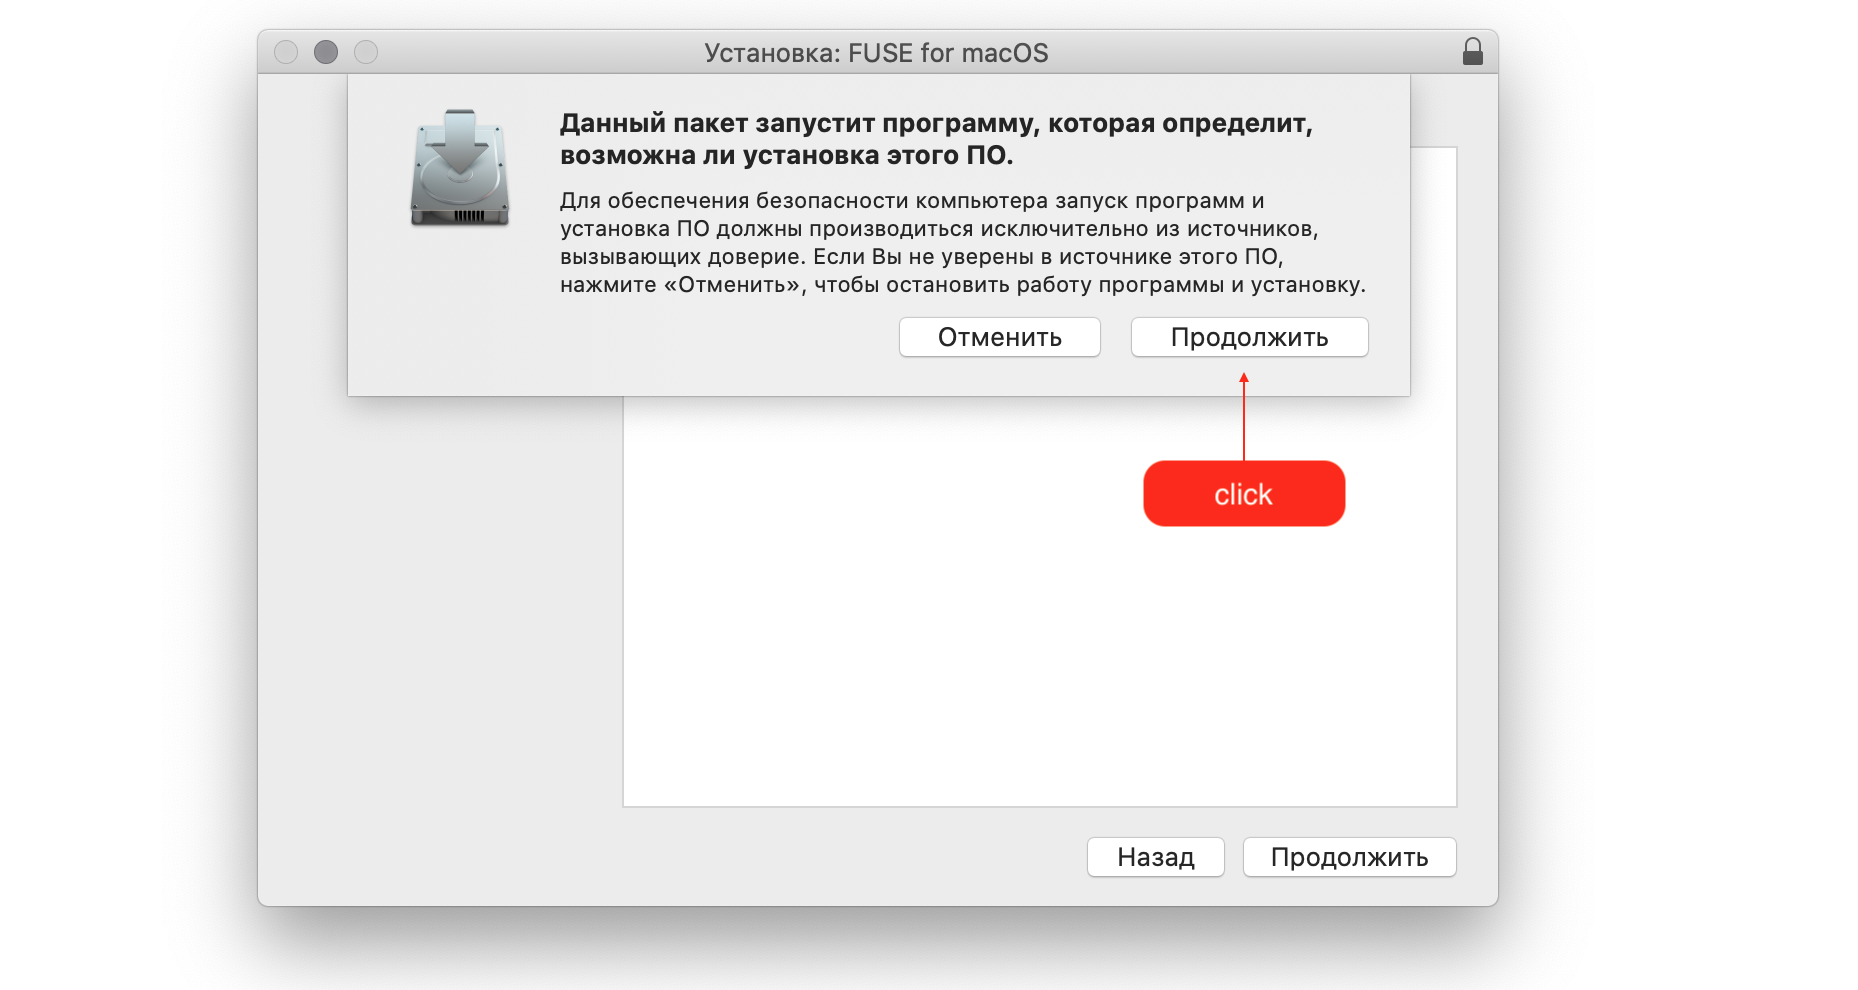 Установка: FUSE for macOS
Данный пакет запустит программу, которая определит,
возможна ли установка этого ПО.
Для обеспечения безопасности компьютера запуск программ и
установка ПО должны производиться исключительно из источников,
вызывающих доверие. Если Вы не уверены в источнике этого ПО,
нажмите «Отменить», чтобы остановить работу программы и установку.
Отменить Продолжить
click
Назад Продолжить